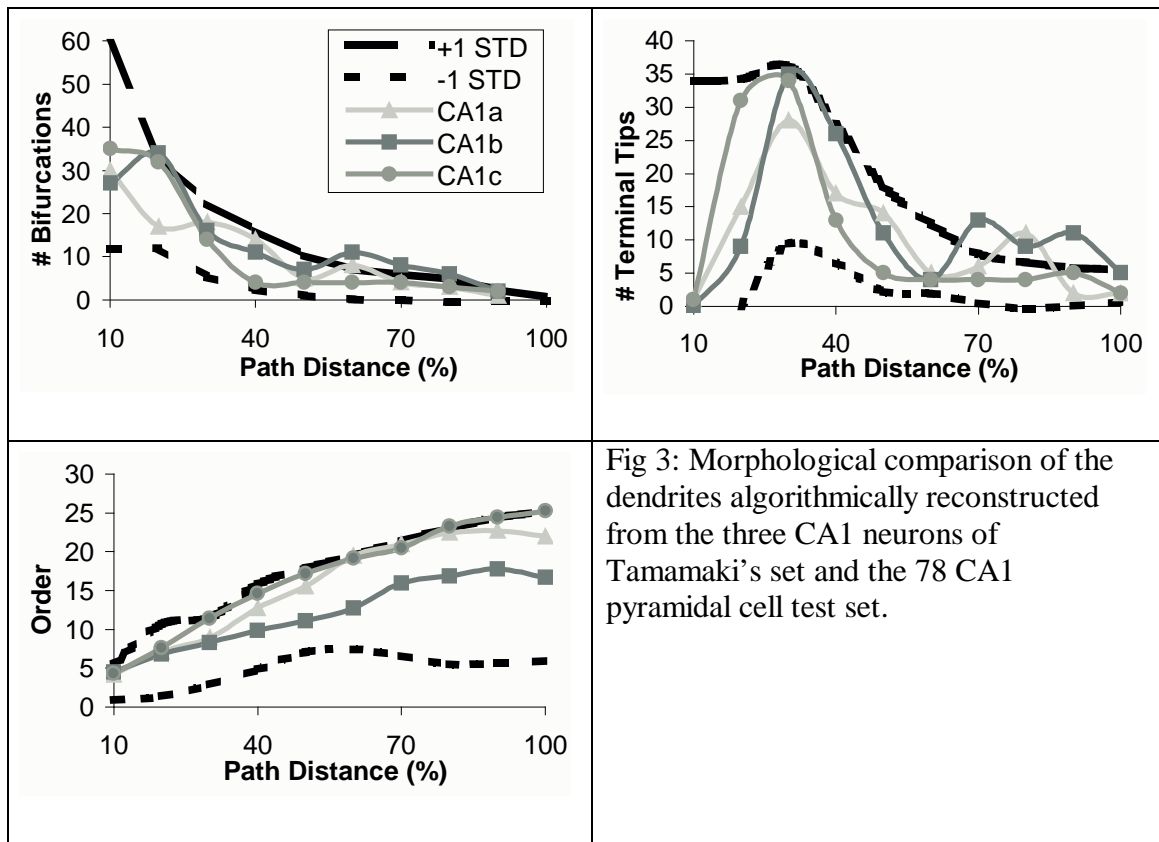 60
50
40
30
20
10
0
# Bifurcations
10 40 70 100
Path Distance (%)
+1 STD
-1 STD
CA1a
CA1b
CA1c
40
35
30
25
20
15
10
5
0
# Terminal Tips
10 40 70 100
Path Distance (%)
30
25
20
15
10
5
0
Order
10 40 70 100
Path Distance (%)
Fig 3: Morphological comparison of the
dendrites algorithmically reconstructed
from the three CA1 neurons of
Tamamaki's set and the 78 CA1
pyramidal cell test set.